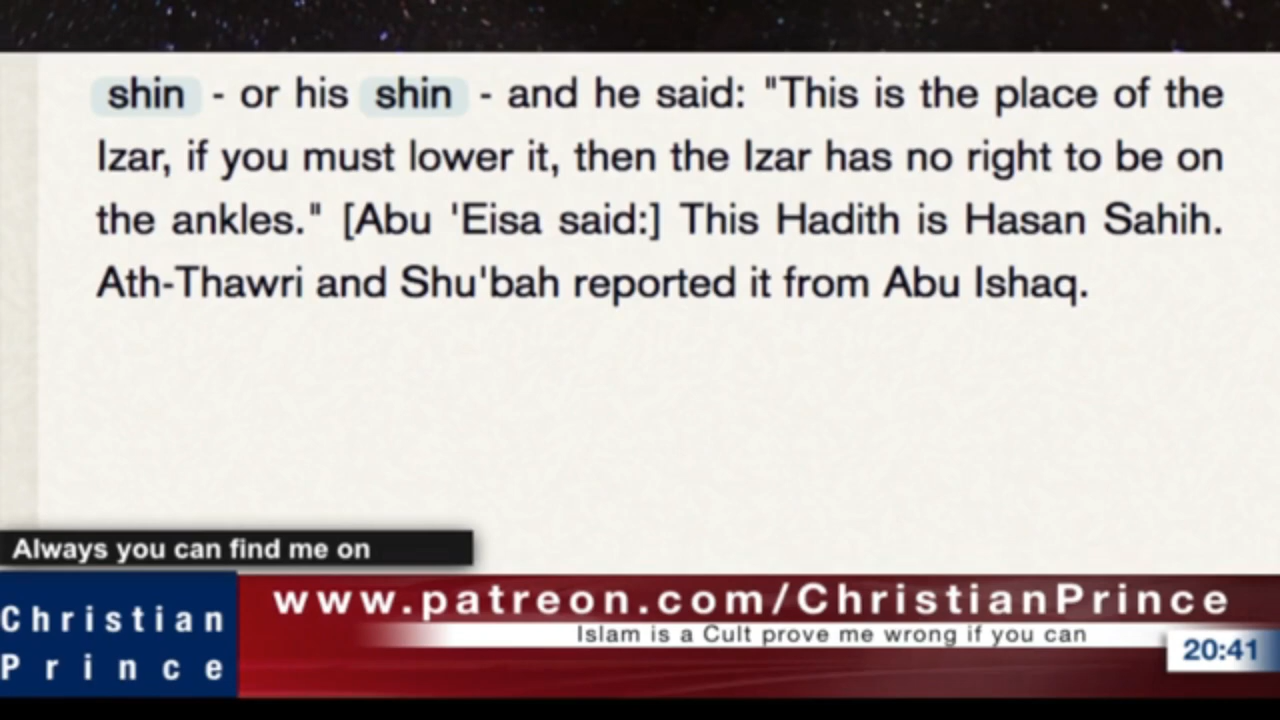 shin - or his shin - and he said: "This is the place of the
Izar, if you must lower it, then the Izar has no right to be on
the ankles." [Abu 'Eisa said:] This Hadith is Hasan Sahih.
Ath-Thawri and Shu'bah reported it from Abu Ishaq.
Always you can find me on
Christian
Prince
www.patreon.com/ChristianPrince
Islam is a Cult prove me wrong if you can
20:41